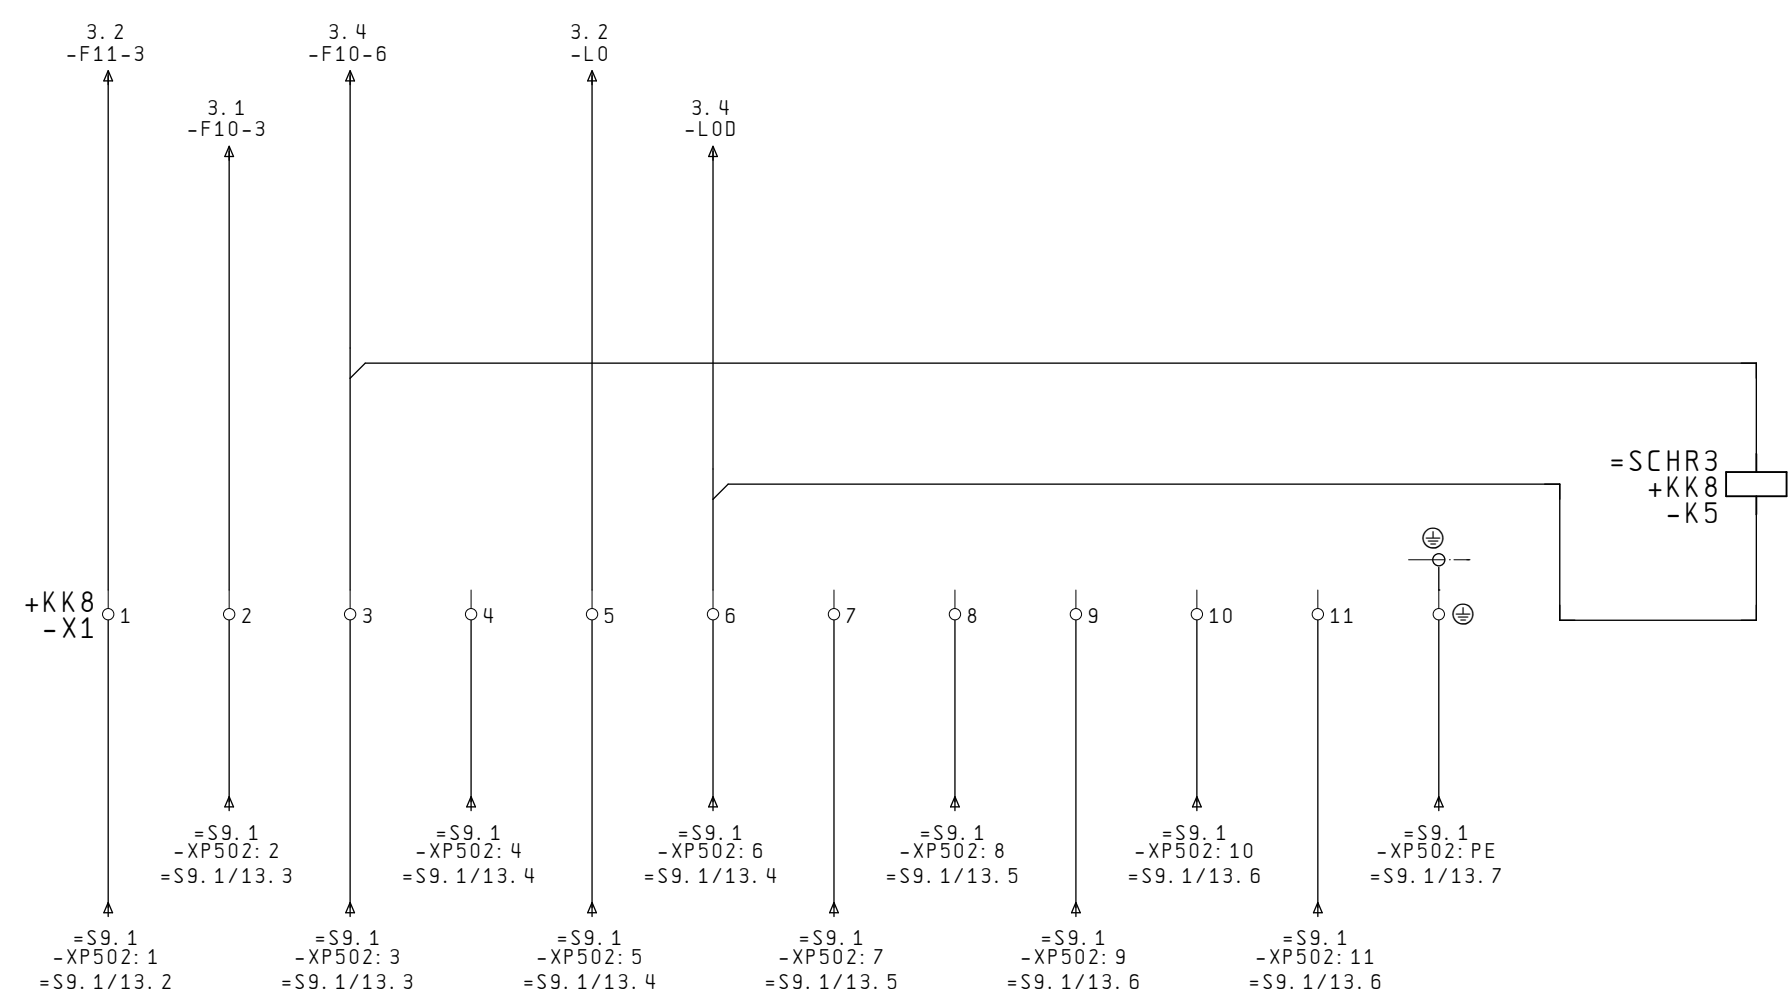 3.2
-F11-3
3.4
-F10-6
3.2
-L0
3.1
-F10-3
3.4
-L0D
=SCHR3
+KK8
-K5
+KK8
-X1
1
2
3
4
5
6
7
8
9
10
11
=S9.1
-XP502:2
=S9.1/13.3
=S9.1
-XP502:4
=S9.1/13.4
=S9.1
-XP502:6
=S9.1/13.4
=S9.1
-XP502:8
=S9.1/13.5
=S9.1
-XP502:10
=S9.1/13.6
=S9.1
-XP502:PE
=S9.1/13.7
=S9.1
-XP502:1
=S9.1/13.2
=S9.1
-XP502:3
=S9.1/13.3
=S9.1
-XP502:5
=S9.1/13.4
=S9.1
-XP502:7
=S9.1/13.5
=S9.1
-XP502:9
=S9.1/13.6
=S9.1
-XP502:11
=S9.1/13.6